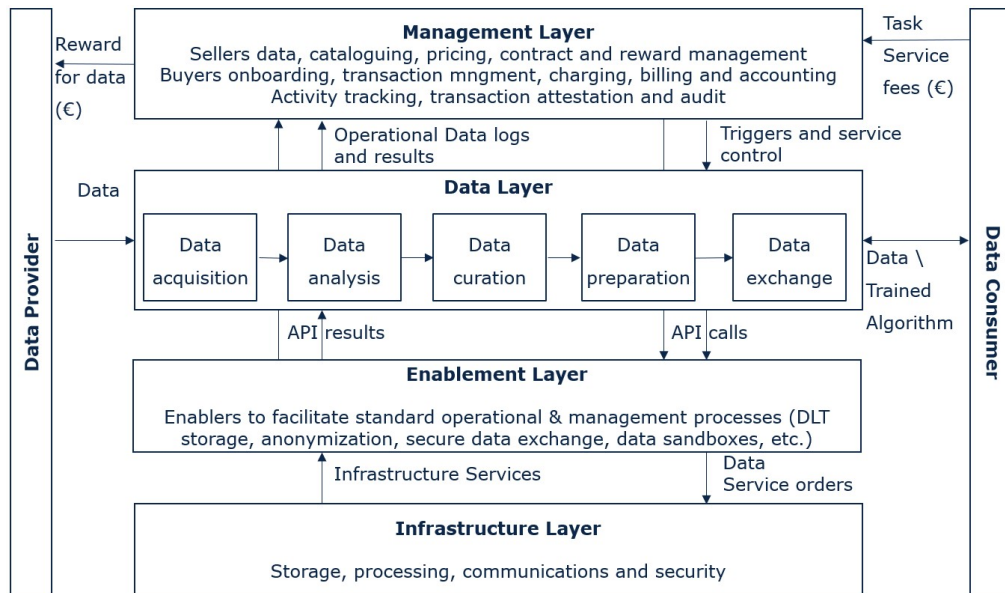 Management Layer
Sellers data, cataloguing, pricing, contract and reward management
Buyers onboarding, transaction mngment, charging, billing and accounting
Activity tracking, transaction attestation and audit
Reward
for data
(€)
Task
Service
fees (€)
Operational Data logs
and results
Triggers and service
control
Data
Data Layer
Data
acquisition
Data
analysis
Data
curation
Data
preparation
Data
exchange
Data \
Trained
Algorithm
Data Provider
Data Consumer
API results
API calls
Enablement Layer
Enablers to facilitate standard operational & management processes (DLT
storage, anonymization, secure data exchange, data sandboxes, etc.)
Infrastructure Services
Data
Service orders
Infrastructure Layer
Storage, processing, communications and security